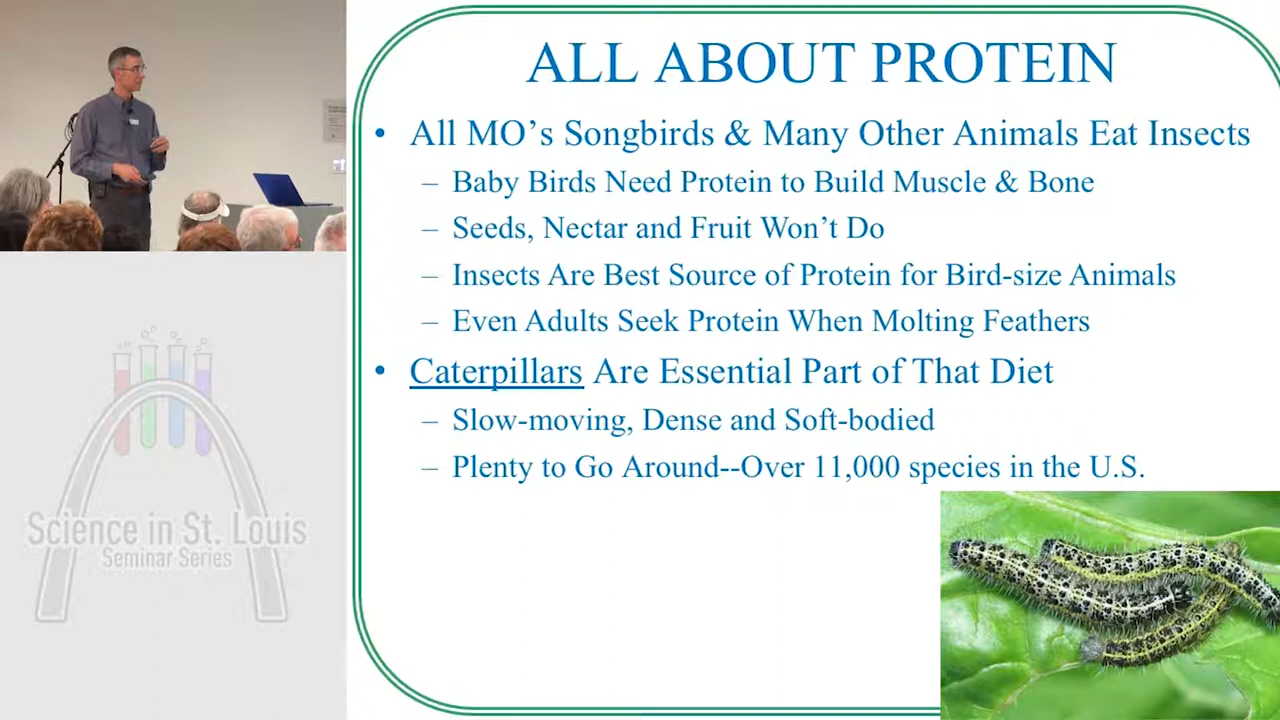 ALL ABOUT PROTEIN
• All MO's Songbirds & Many Other Animals Eat Insects
– Baby Birds Need Protein to Build Muscle & Bone
– Seeds, Nectar and Fruit Won't Do
– Insects Are Best Source of Protein for Bird-size Animals
– Even Adults Seek Protein When Molting Feathers
• Caterpillars Are Essential Part of That Diet
– Slow-moving, Dense and Soft-bodied
– Plenty to Go Around--Over 11,000 species in the U.S.
Science in St. Louis
Seminar Series